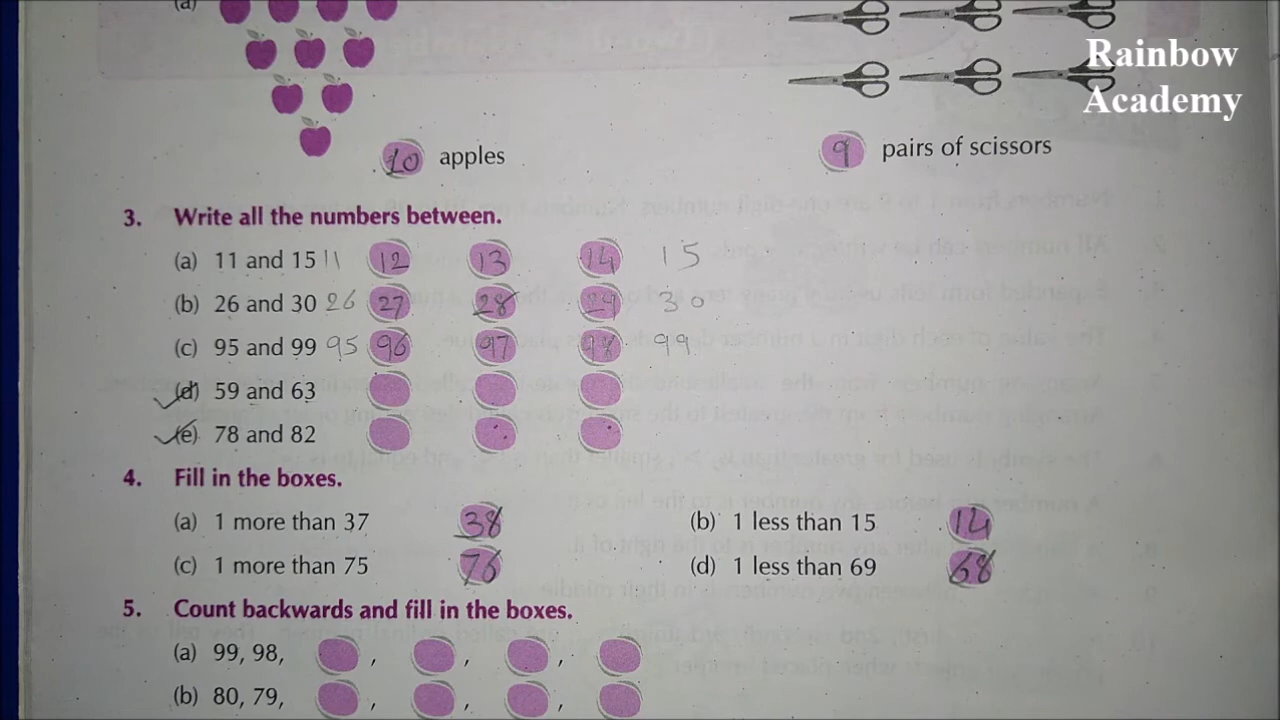 (a)
Rainbow
Academy
10 apples
9 pairs of scissors
3. Write all the numbers between.
(a) 11 and 15 11 12 13 14 15
(b) 26 and 30 26 27 28 29 30
(c) 95 and 99 95 96 97 98 99
(d) 59 and 63
(e) 78 and 82
4. Fill in the boxes.
(a) 1 more than 37 38 (b) 1 less than 15 14
(c) 1 more than 75 76 (d) 1 less than 69 68
5. Count backwards and fill in the boxes.
(a) 99, 98, , , ,
(b) 80, 79, , , ,